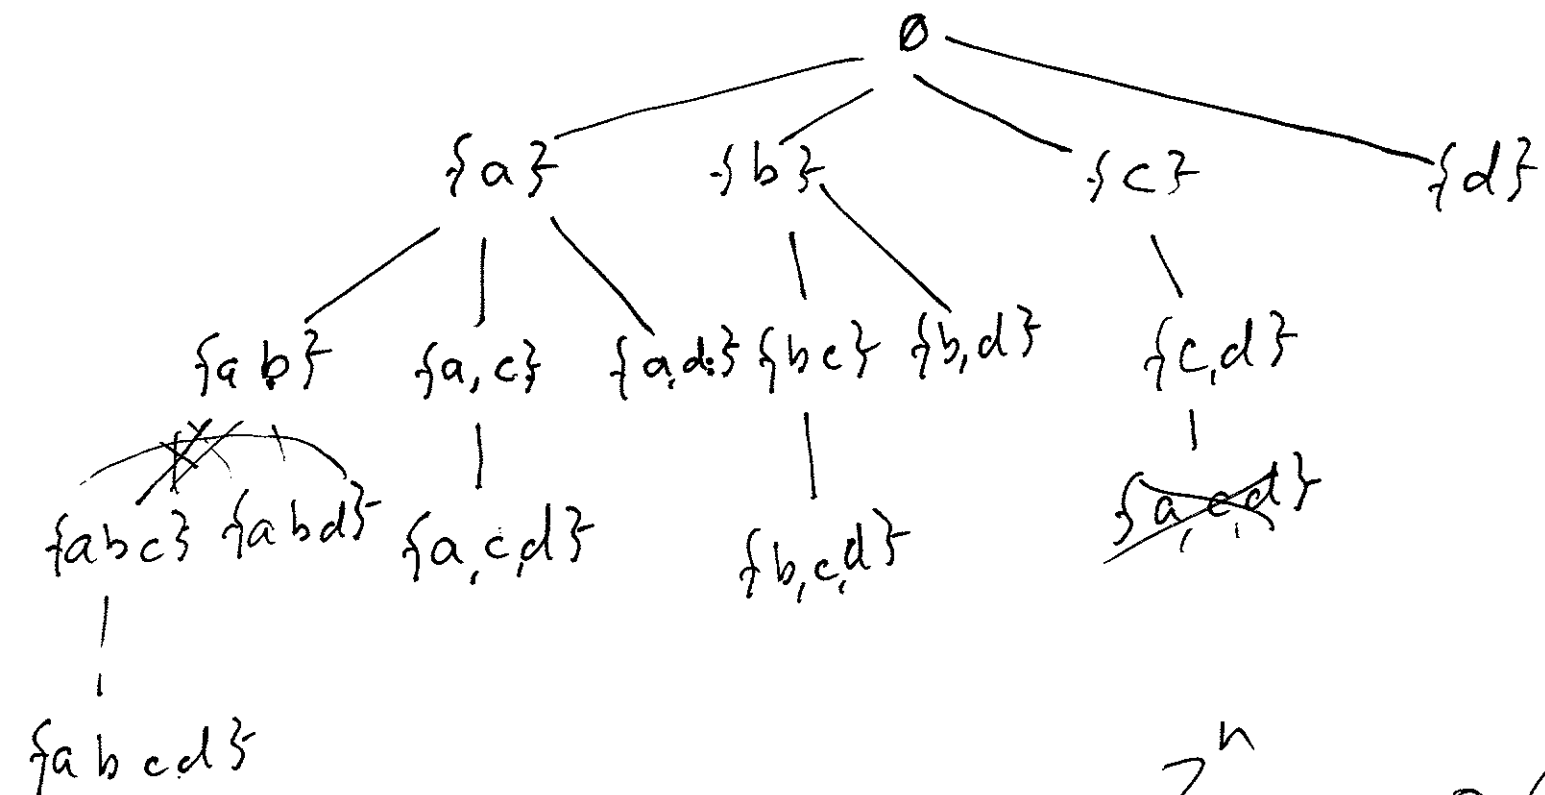 ∅
{a} {b} {c} {d}
{a b} {a,c} {a,d} {b c} {b,d} {c,d}
{a b c} {a b d} {a,c,d} {b,c,d} {a,c,d}
{a b c d}
2^n